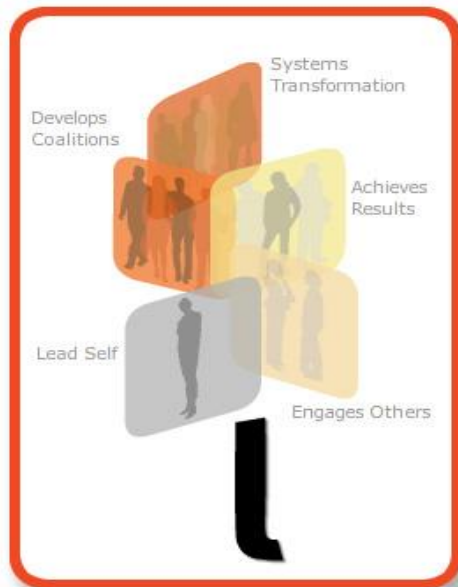 Systems
Transformation
Develops
Coalitions
Achieves
Results
Lead Self
Engages Others